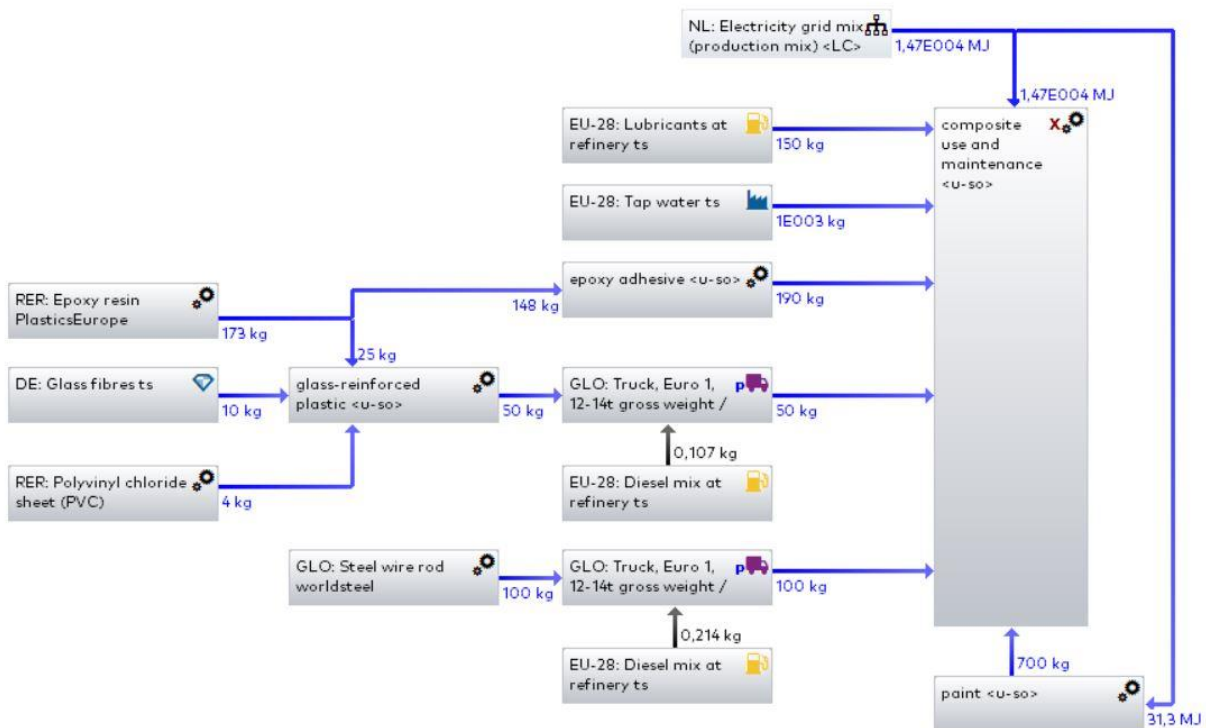 NL: Electricity grid mix
(production mix) <LC>
1,47E004 MJ
1,47E004 MJ
EU-28: Lubricants at
refinery ts
150 kg
composite
use and
maintenance
<u-so>
X
EU-28: Tap water ts
1E003 kg
RER: Epoxy resin
PlasticsEurope
173 kg
148 kg
epoxy adhesive <u-so>
190 kg
25 kg
DE: Glass fibres ts
10 kg
glass-reinforced
plastic <u-so>
50 kg
GLO: Truck, Euro 1,
12-14t gross weight /
p
50 kg
0,107 kg
RER: Polyvinyl chloride
sheet (PVC)
4 kg
EU-28: Diesel mix at
refinery ts
GLO: Steel wire rod
worldsteel
100 kg
GLO: Truck, Euro 1,
12-14t gross weight /
p
100 kg
0,214 kg
EU-28: Diesel mix at
refinery ts
700 kg
paint <u-so>
31,3 MJ